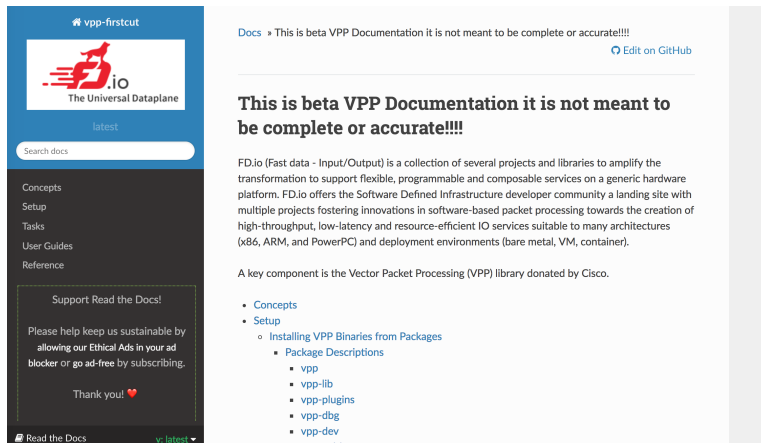 vpp-firstcut
FD.io
The Universal Dataplane
latest
Search docs
Concepts
Setup
Tasks
User Guides
Reference
Support Read the Docs!
Please help keep us sustainable by
allowing our Ethical Ads in your ad
blocker or go ad-free by subscribing.
Thank you! ❤️
Read the Docs
v: latest
Docs » This is beta VPP Documentation it is not meant to be complete or accurate!!!!
Edit on GitHub
This is beta VPP Documentation it is not meant to
be complete or accurate!!!!
FD.io (Fast data - Input/Output) is a collection of several projects and libraries to amplify the
transformation to support flexible, programmable and composable services on a generic hardware
platform. FD.io offers the Software Defined Infrastructure developer community a landing site with
multiple projects fostering innovations in software-based packet processing towards the creation of
high-throughput, low-latency and resource-efficient IO services suitable to many architectures
(x86, ARM, and PowerPC) and deployment environments (bare metal, VM, container).
A key component is the Vector Packet Processing (VPP) library donated by Cisco.
Concepts
Setup
Installing VPP Binaries from Packages
Package Descriptions
vpp
vpp-lib
vpp-plugins
vpp-dbg
vpp-dev